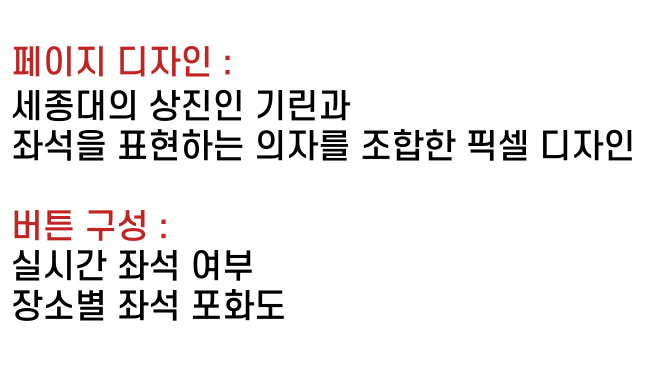 페이지 디자인 :
세종대의 상진인 기린과
좌석을 표현하는 의자를 조합한 픽셀 디자인
버튼 구성 :
실시간 좌석 여부
장소별 좌석 포화도